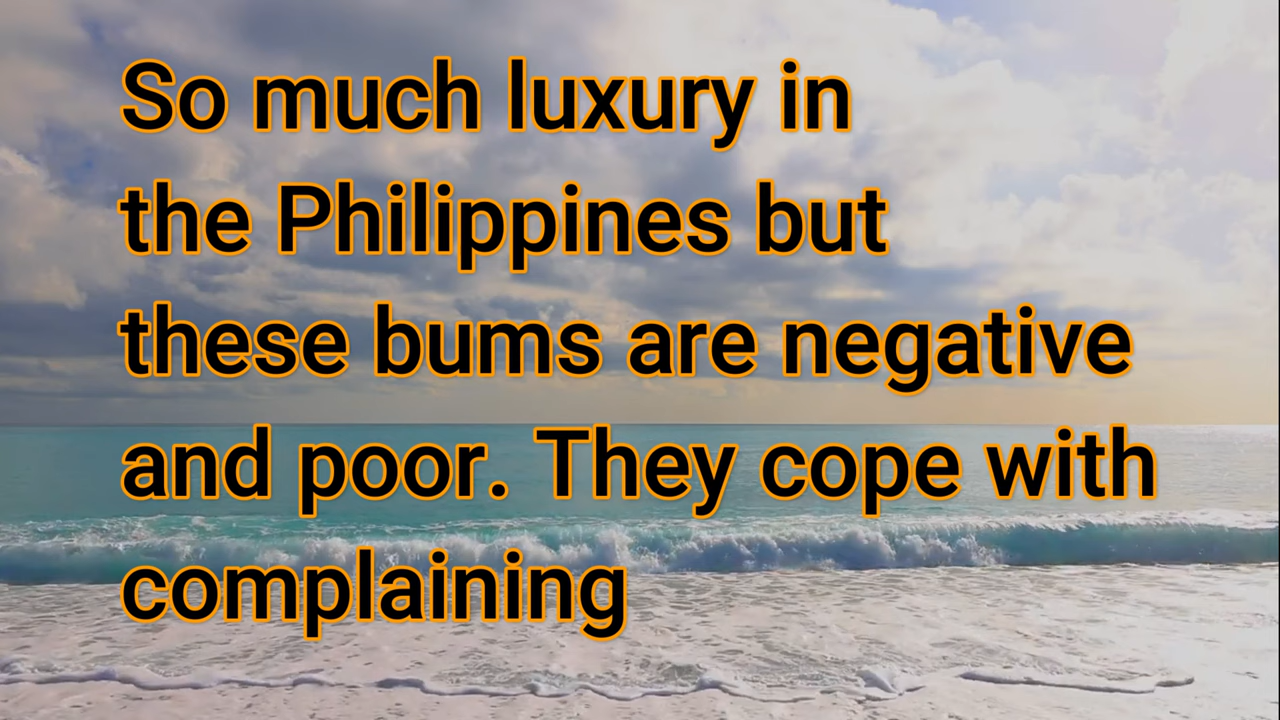 So much luxury in
the Philippines but
these bums are negative
and poor. They cope with
complaining